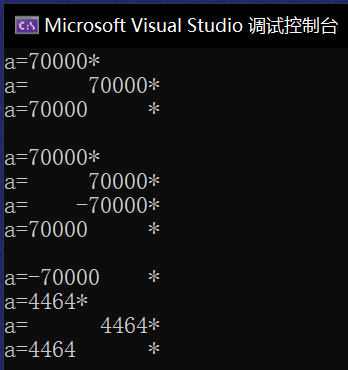 C:\ Microsoft Visual Studio 调试控制台
a=70000*
a=     70000*
a=70000     *

a=70000*
a=     70000*
a=    -70000*
a=70000     *

a=-70000    *
a=4464*
a=      4464*
a=4464      *